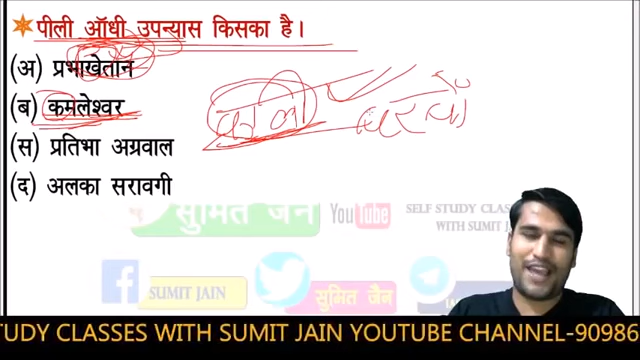 पीली ऑधी उपन्यास किसका है।
(अ) प्रभाखेतान
(ब) कमलेश्वर
(स) प्रतिभा अग्रवाल
(द) अलका सरावगी
काली
सुमित जैन
YouTube
SELF STUDY CLASSES
WITH SUMIT
SUMIT JAIN
सुमित जैन
STUDY CLASSES WITH SUMIT JAIN YOUTUBE CHANNEL-90986